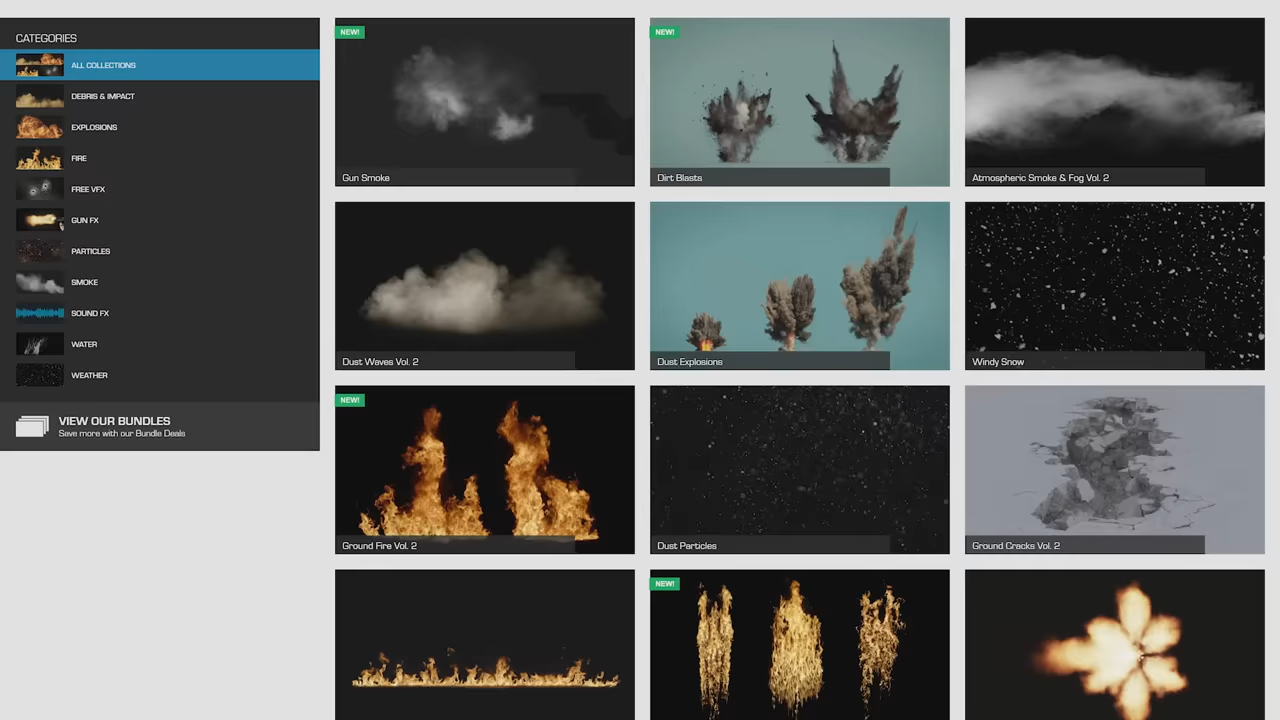 CATEGORIES
ALL COLLECTIONS
DEBRIS & IMPACT
EXPLOSIONS
FIRE
FREE VFX
GUN FX
PARTICLES
SMOKE
SOUND FX
WATER
WEATHER
VIEW OUR BUNDLES
Save more with our Bundle Deals
NEW!
Gun Smoke
NEW!
Dirt Blasts
Atmospheric Smoke & Fog Vol. 2
Dust Waves Vol. 2
Dust Explosions
Windy Snow
NEW!
Ground Fire Vol. 2
Dust Particles
Ground Cracks Vol. 2
NEW!